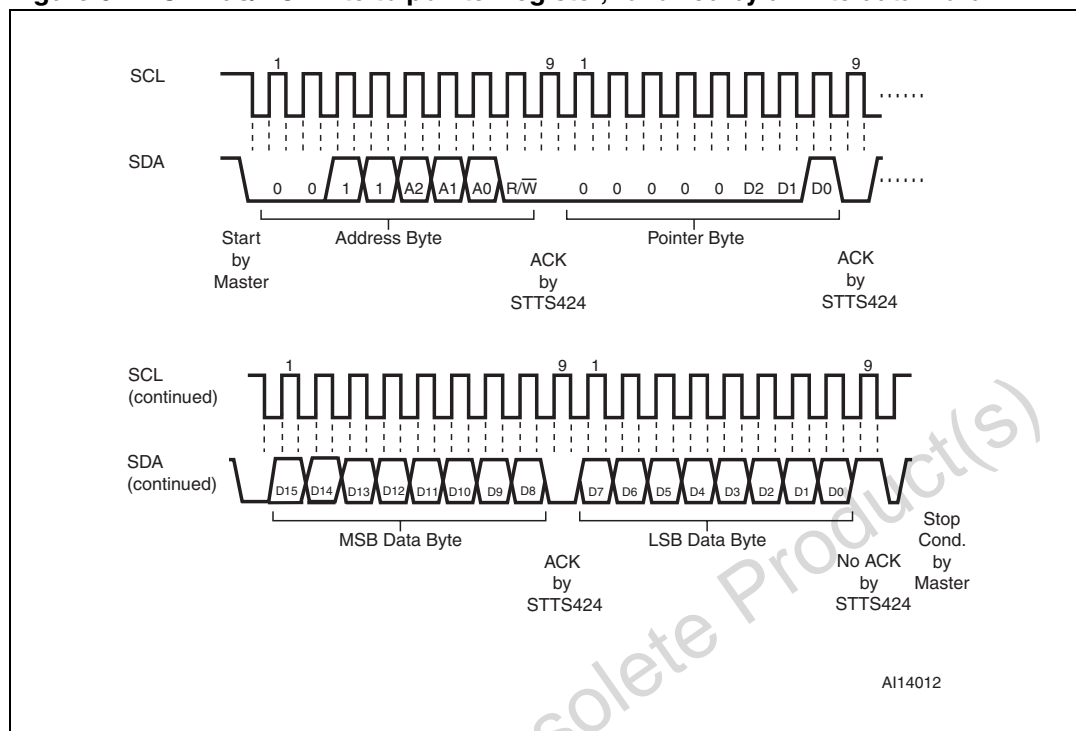 1 9 1 9
SCL
SDA
0 0 1 1 A2 A1 A0 R/W 0 0 0 0 0 D2 D1 D0
Address Byte Pointer Byte
Start
by
Master
ACK
by
STTS424
ACK
by
STTS424
1 9 1 9
SCL
(continued)
SDA
(continued)
D15 D14 D13 D12 D11 D10 D9 D8 D7 D6 D5 D4 D3 D2 D1 D0
MSB Data Byte LSB Data Byte
ACK
by
STTS424
No ACK
by
STTS424
Stop
Cond.
by
Master
solete Product(s)
AI14012